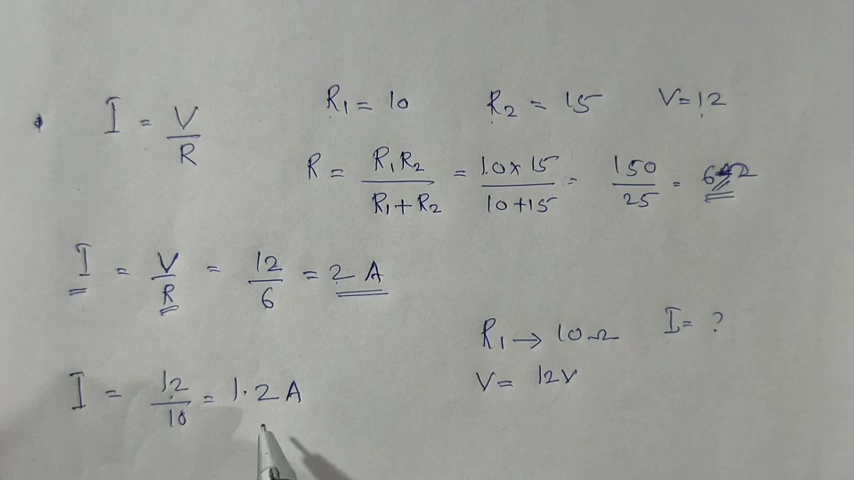 I = V/R R₁ = 10 R₂ = 15 V = 12
R = R₁R₂/R₁+R₂ = 10×15/10+15 = 150/25 = 6Ω
I = V/R = 12/6 = 2 A
R₁ → 10Ω I = ?
V = 12V
I = 12/10 = 1.2 A